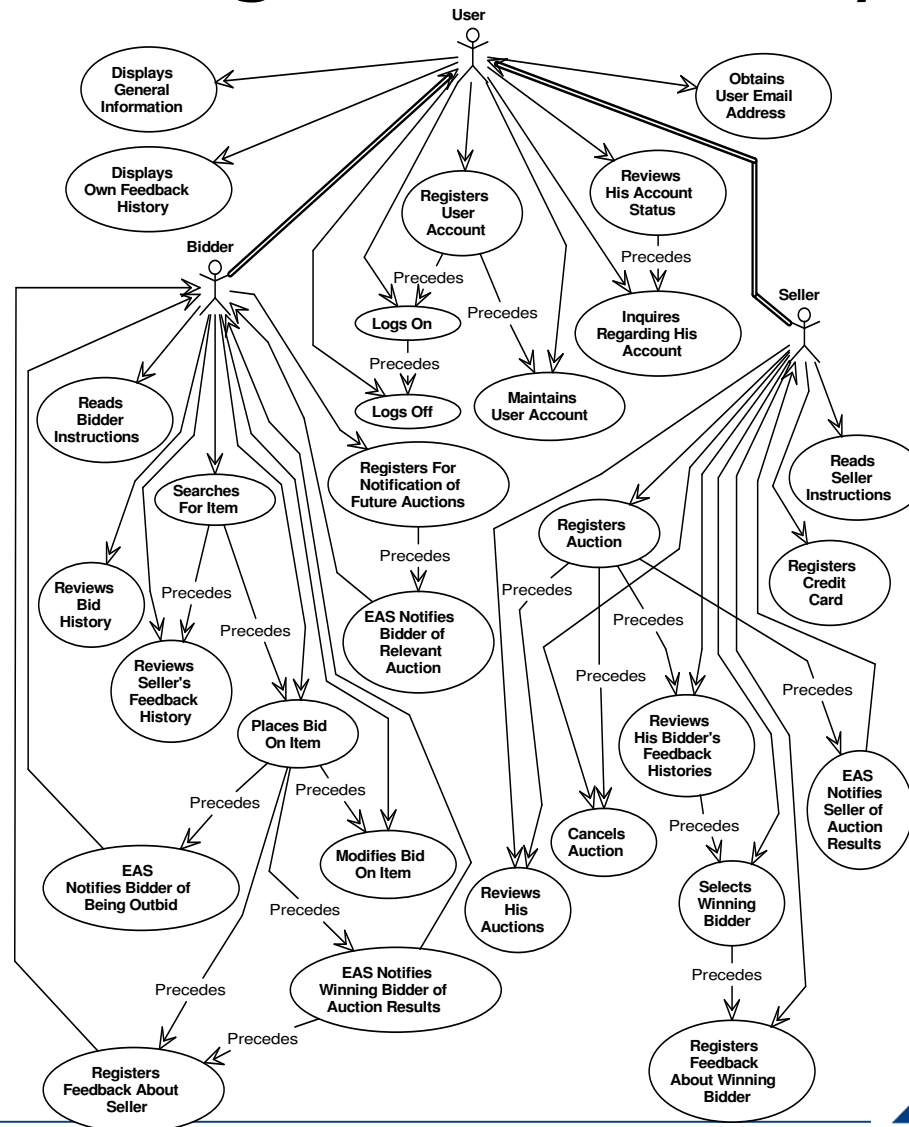 User
Displays
General
Information
Obtains
User Email
Address
Displays
Own Feedback
History
Registers
User
Account
Reviews
His Account
Status
Bidder
Precedes
Precedes
Seller
Logs On
Precedes
Inquires
Regarding His
Account
Precedes
Logs Off
Maintains
User Account
Reads
Bidder
Instructions
Registers For
Notification of
Future Auctions
Reads
Seller
Instructions
Searches
For Item
Registers
Auction
Precedes
Registers
Credit
Card
Reviews
Bid
History
Precedes
Precedes
EAS Notifies
Bidder of
Relevant
Auction
Precedes
Precedes
Reviews
Seller's
Feedback
History
Precedes
Precedes
Places Bid
On Item
Reviews
His Bidder's
Feedback
Histories
EAS
Notifies
Seller of
Auction
Results
Precedes
Precedes
Precedes
Cancels
Auction
Modifies Bid
On Item
EAS
Notifies Bidder of
Being Outbid
Reviews
His
Auctions
Selects
Winning
Bidder
Precedes
EAS Notifies
Winning Bidder of
Auction Results
Precedes
Precedes
Precedes
Registers
Feedback About
Seller
Registers
Feedback
About Winning
Bidder